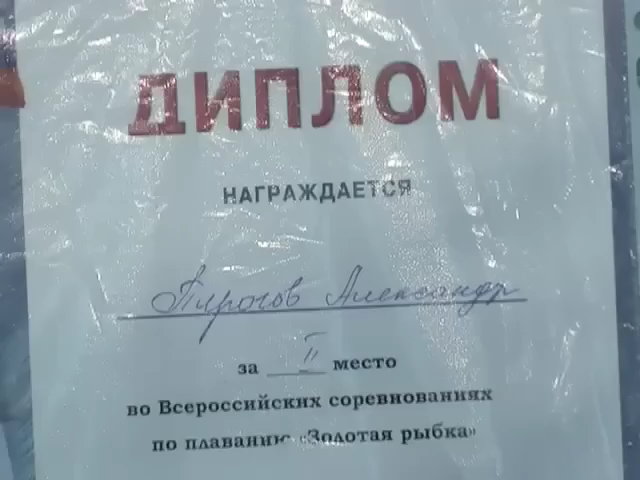 ДИПЛОМ
НАГРАЖДАЕТСЯ
Пирогов Александр
за II место
во Всероссийских соревнованиях
по плаванию «Золотая рыбка»